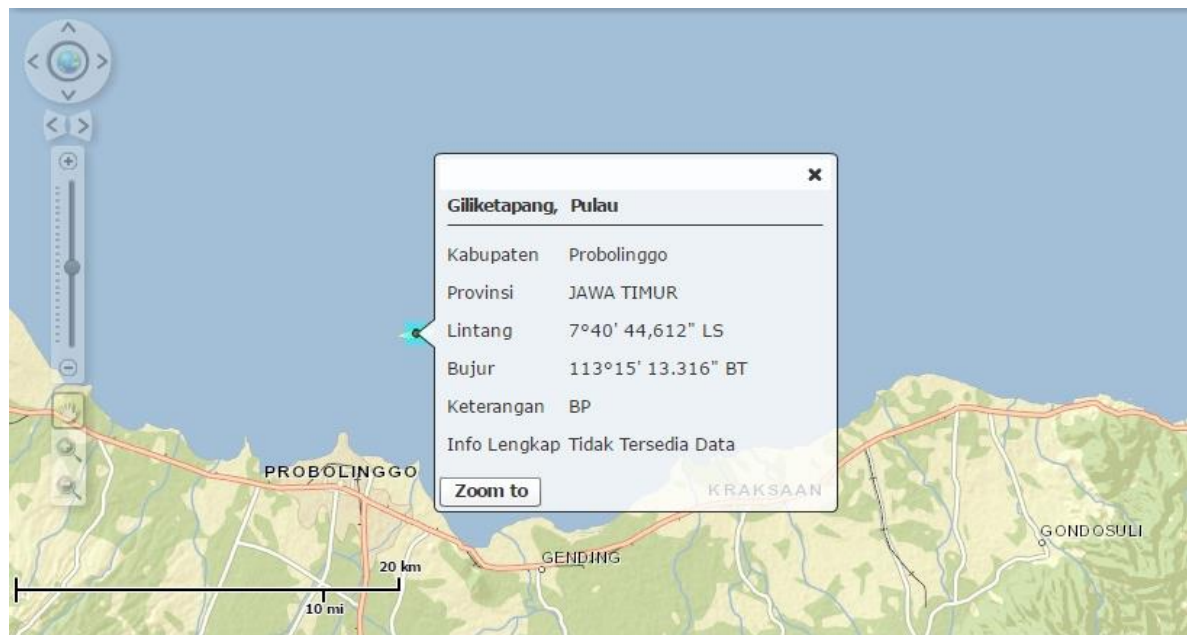 Giliketapang, Pulau
Kabupaten Probolinggo
Provinsi JAWA TIMUR
Lintang 7°40' 44,612" LS
Bujur 113°15' 13.316" BT
Keterangan BP
Info Lengkap Tidak Tersedia Data
Zoom to
PROBOLINGGO
KRAKSAAN
GONDOSULI
GENDING
20 km
10 mi